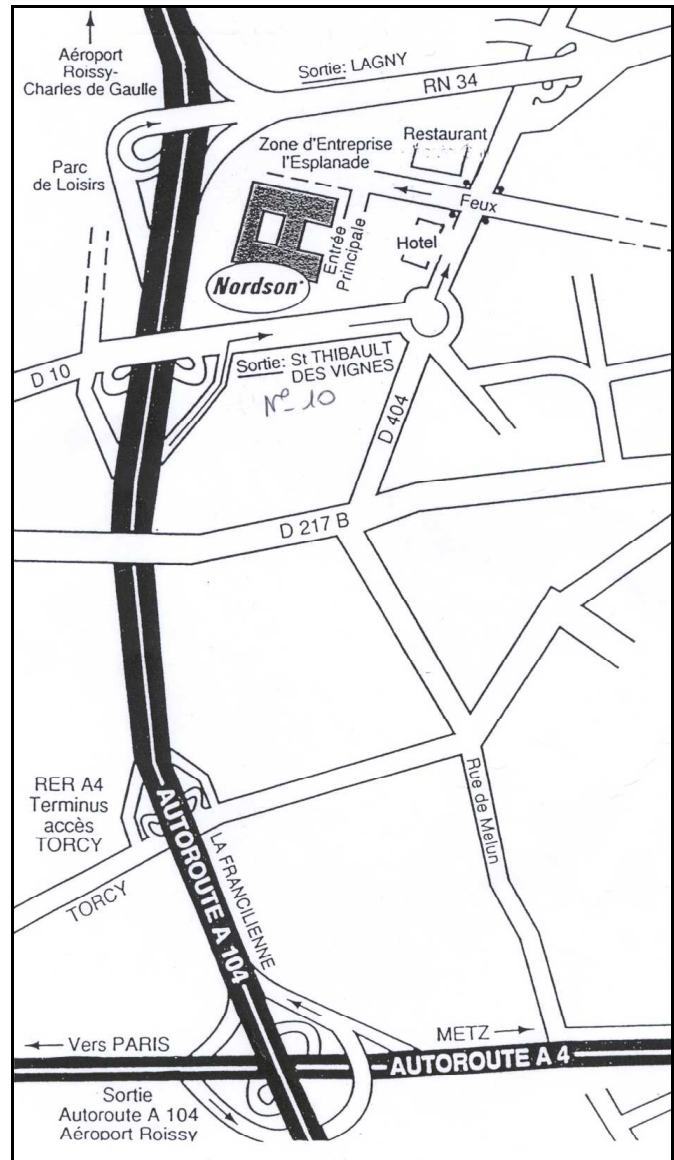 Aéroport
Roissy-
Charles de Gaulle
Sortie: LAGNY
RN 34
Parc
de Loisirs
Zone d'Entreprise
l'Esplanade
Restaurant
Feux
Hotel
Entrée
Principale
Nordson
D 10
Sortie: St THIBAULT
DES VIGNES
N° 10
D 404
D 217 B
RER A4
Terminus
accès
TORCY
TORCY
AUTOROUTE A 104
LA FRANCILIENNE
Rue de Melun
Vers PARIS
METZ
AUTOROUTE A 4
Sortie
Autoroute A 104
Aéroport Roissy